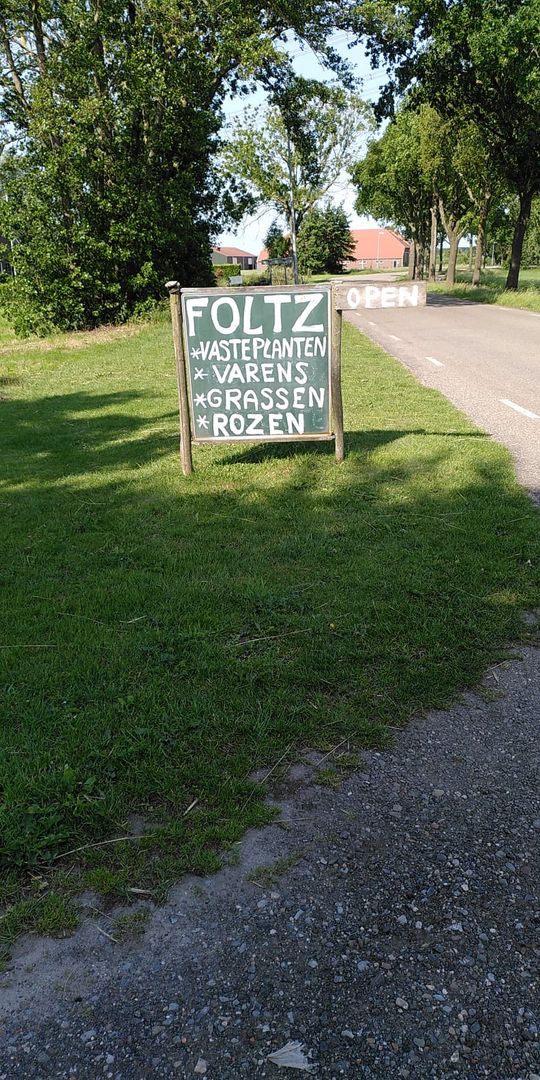 FOLTZ
*VASTEPLANTEN
* VARENS
*GRASSEN
* ROZEN
OPEN